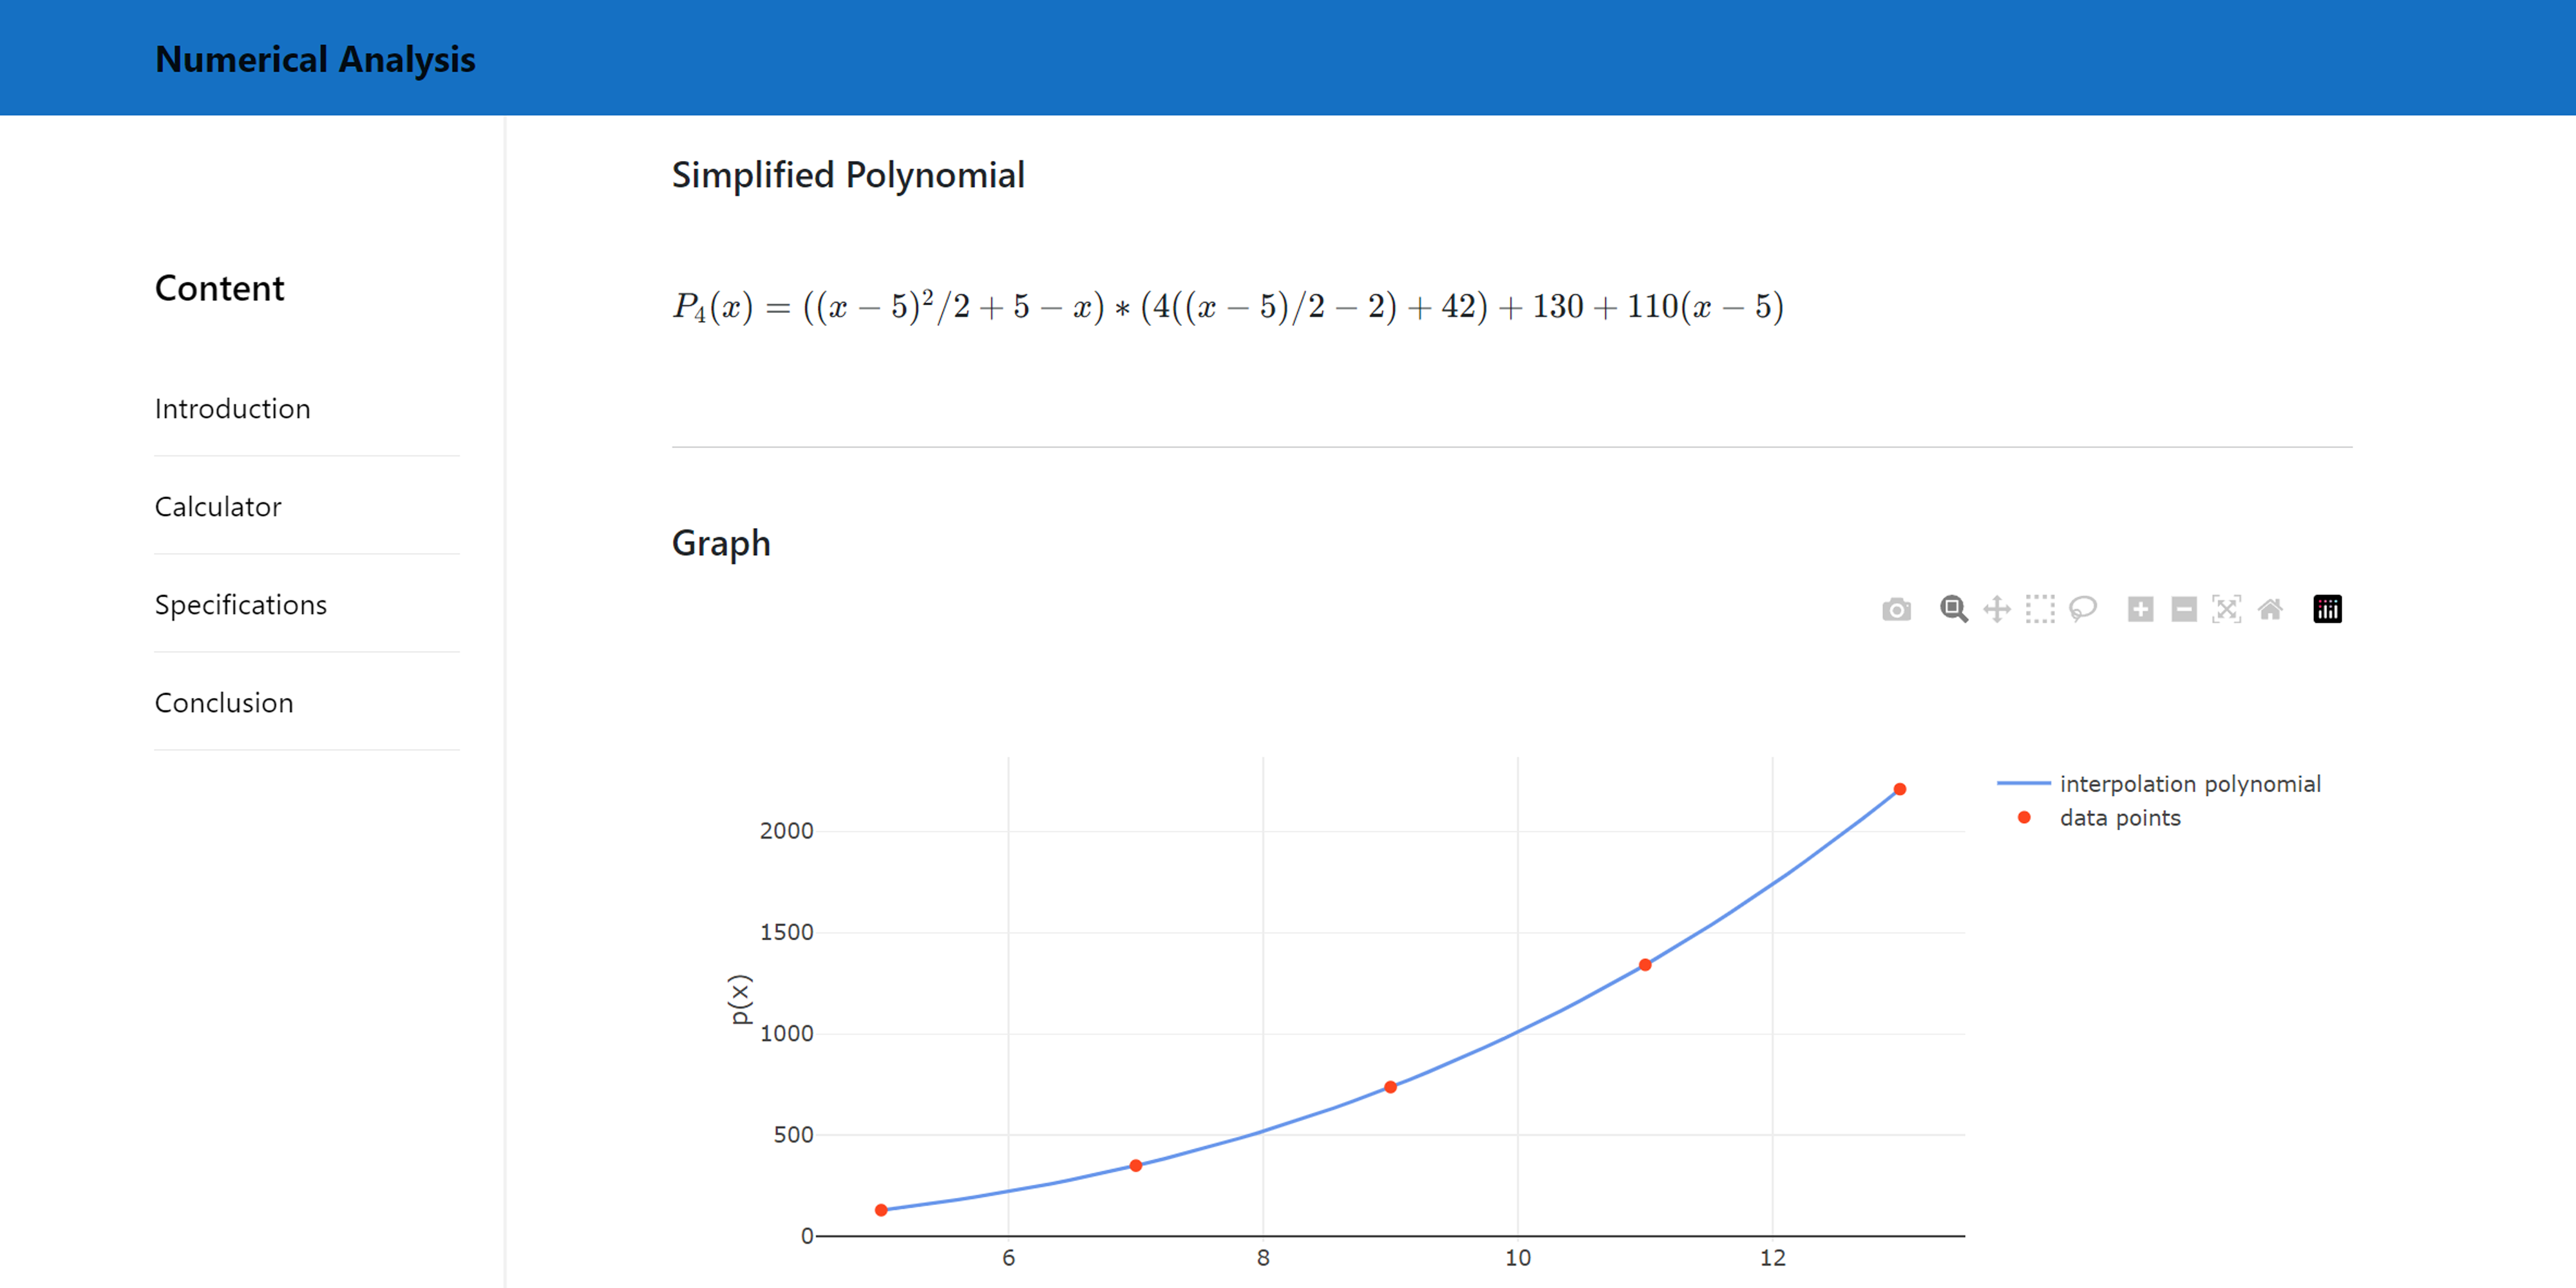 Numerical Analysis
Content
Introduction
Calculator
Specifications
Conclusion
Simplified Polynomial
P₄(x) = ((x − 5)²/2 + 5 − x) ∗ (4((x − 5)/2 − 2) + 42) + 130 + 110(x − 5)
Graph
interpolation polynomial
data points
p(x)
2000
1500
1000
500
0
6 8 10 12